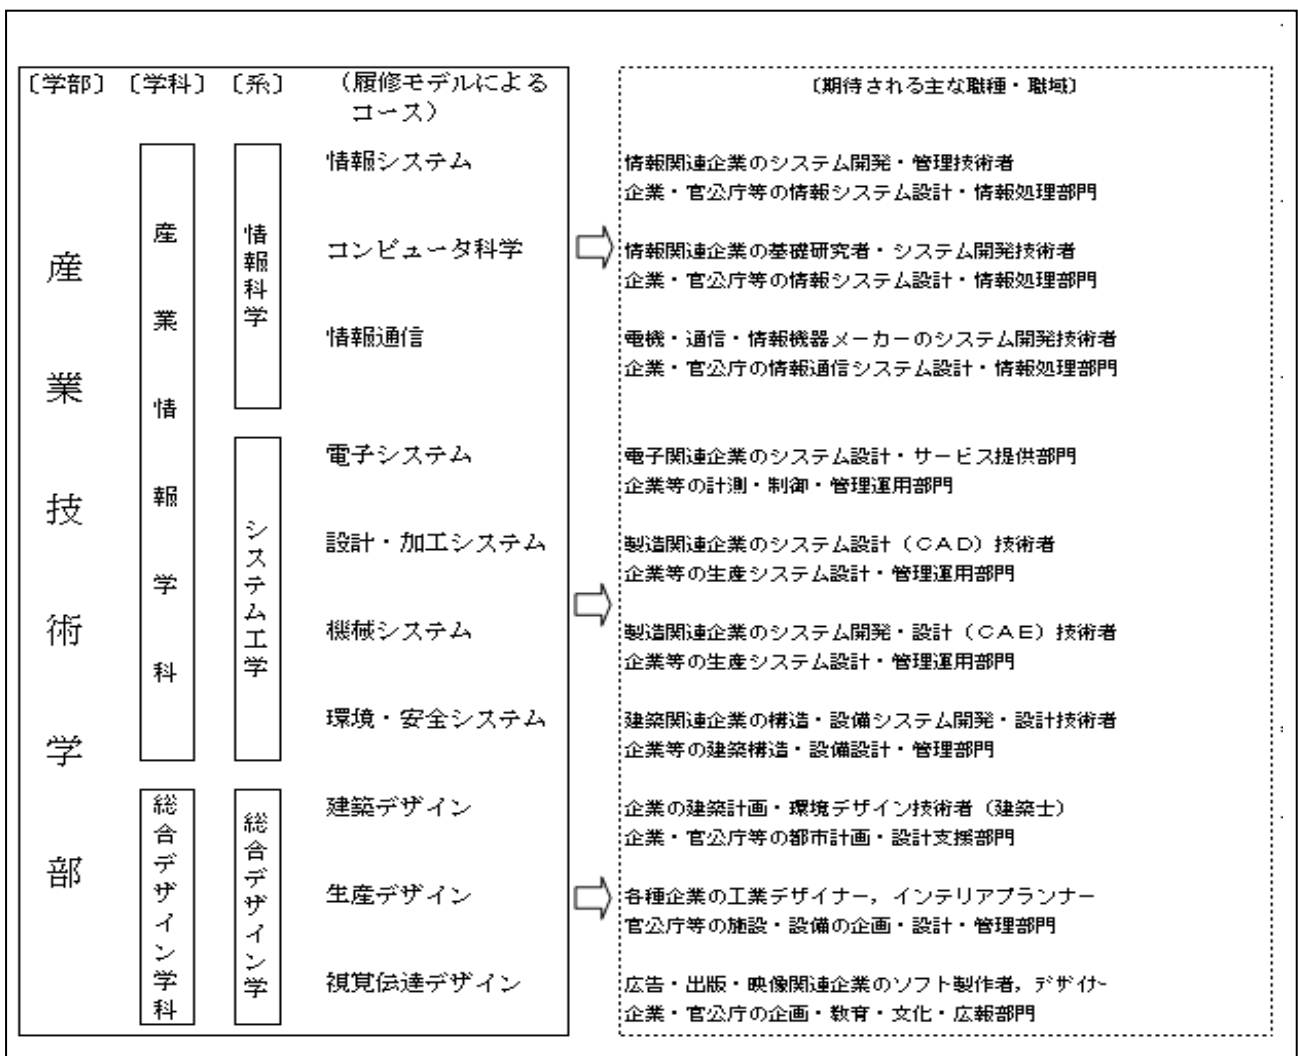 〔学部〕 〔学科〕 〔系〕 （履修モデルによる
コース）
〔期待される主な職種・職域〕
産業技術学部
産業情報学科
情報科学
情報システム
情報関連企業のシステム開発・管理技術者
企業・官公庁等の情報システム設計・情報処理部門
コンピュータ科学
情報関連企業の基礎研究者・システム開発技術者
企業・官公庁等の情報システム設計・情報処理部門
情報通信
電機・通信・情報機器メーカーのシステム開発技術者
企業・官公庁の情報通信システム設計・情報処理部門
システム工学
電子システム
電子関連企業のシステム設計・サービス提供部門
企業等の計測・制御・管理運用部門
設計・加工システム
製造関連企業のシステム設計（ＣＡＤ）技術者
企業等の生産システム設計・管理運用部門
機械システム
製造関連企業のシステム開発・設計（ＣＡＥ）技術者
企業等の生産システム設計・管理運用部門
環境・安全システム
建築関連企業の構造・設備システム開発・設計技術者
企業等の建築構造・設備設計・管理部門
総合デザイン学科
総合デザイン学
建築デザイン
企業の建築計画・環境デザイン技術者（建築士）
企業・官公庁等の都市計画・設計支援部門
生産デザイン
各種企業の工業デザイナー，インテリアプランナー
官公庁等の施設・設備の企画・設計・管理部門
視覚伝達デザイン
広告・出版・映像関連企業のソフト製作者，ﾃﾞｻﾞｲﾅｰ
企業・官公庁の企画・教育・文化・広報部門